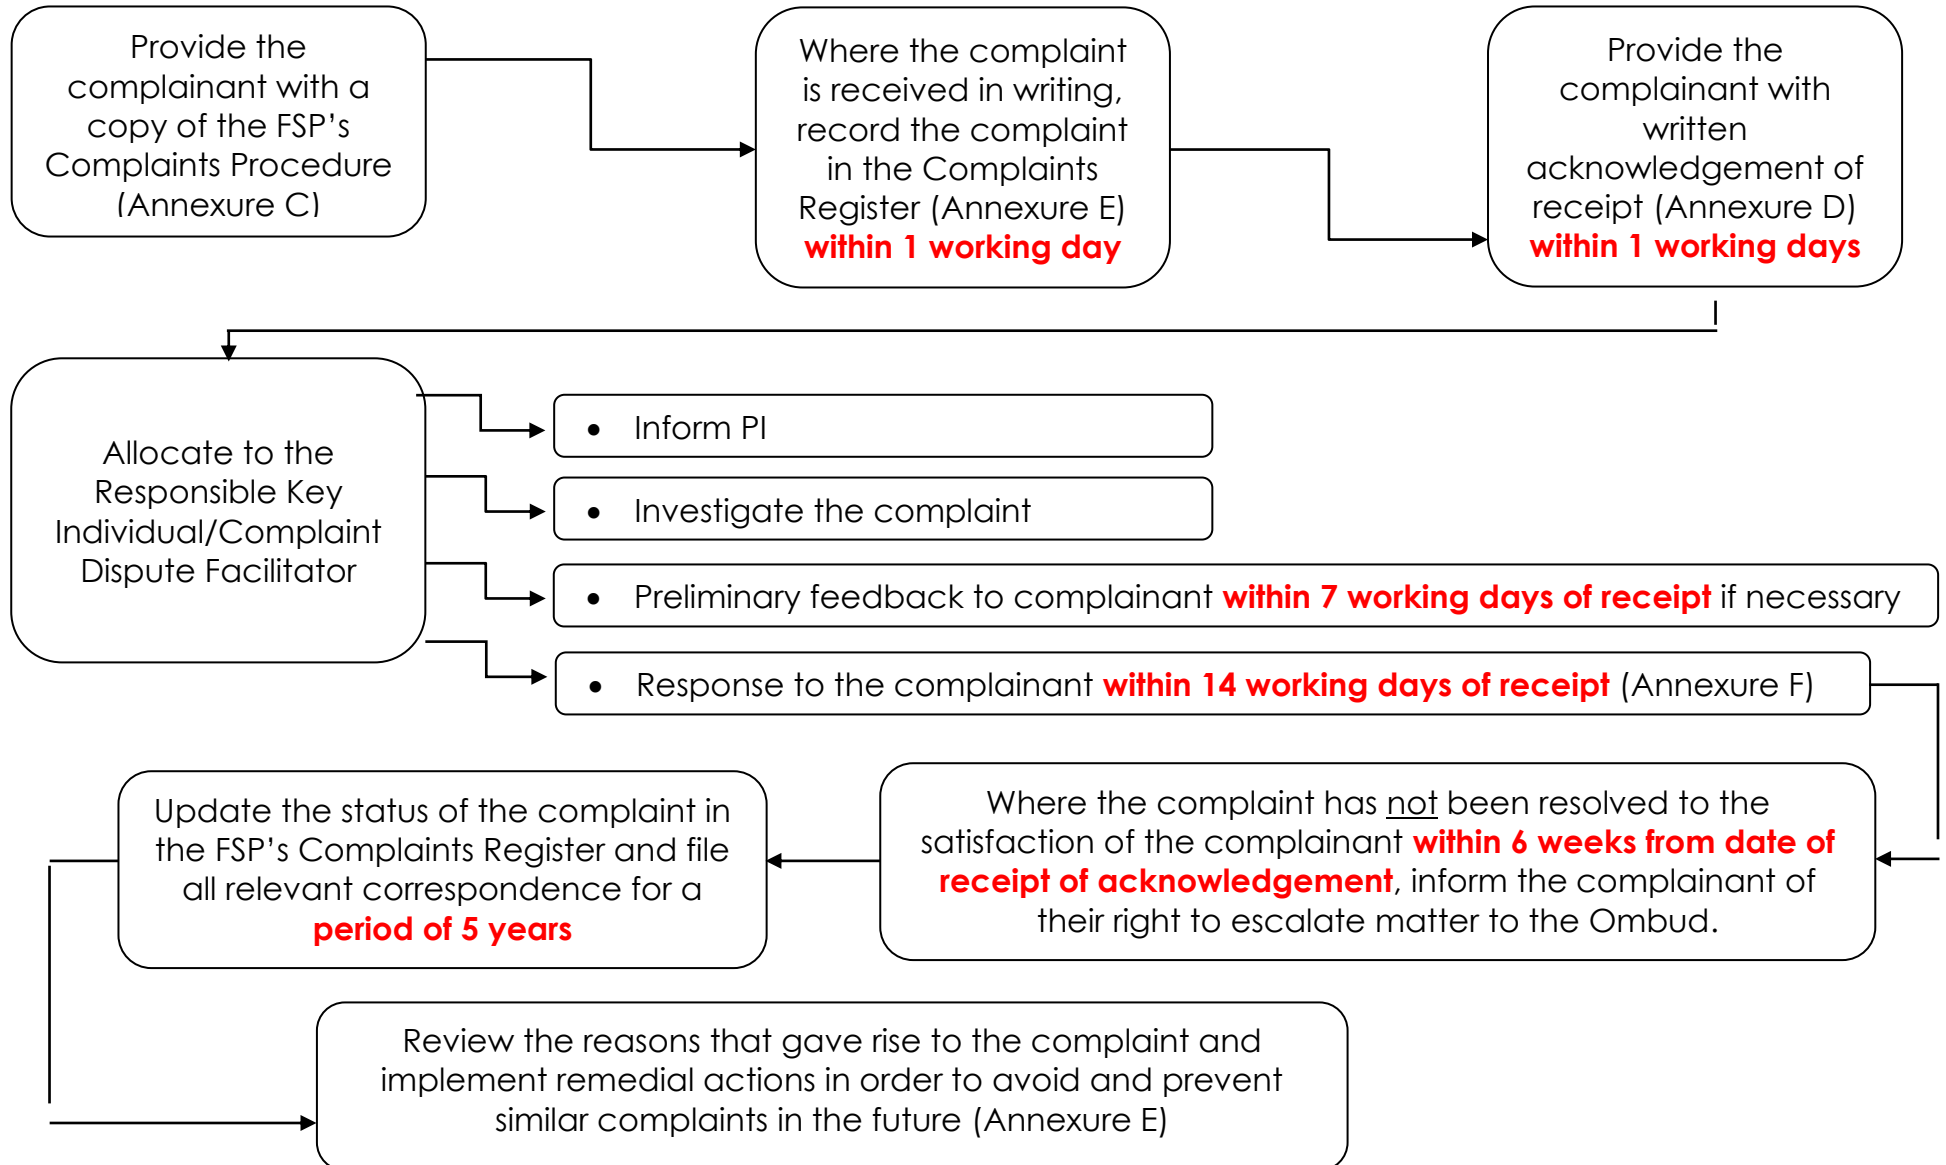 Provide the
complainant with a
copy of the FSP’s
Complaints Procedure
(Annexure C)
Where the complaint
is received in writing,
record the complaint
in the Complaints
Register (Annexure E)
within 1 working day
Provide the
complainant with
written
acknowledgement of
receipt (Annexure D)
within 1 working days
Allocate to the
Responsible Key
Individual/Complaint
Dispute Facilitator
• Inform PI
• Investigate the complaint
• Preliminary feedback to complainant within 7 working days of receipt if necessary
• Response to the complainant within 14 working days of receipt (Annexure F)
Where the complaint has not been resolved to the
satisfaction of the complainant within 6 weeks from date of
receipt of acknowledgement, inform the complainant of
their right to escalate matter to the Ombud.
Update the status of the complaint in
the FSP’s Complaints Register and file
all relevant correspondence for a
period of 5 years
Review the reasons that gave rise to the complaint and
implement remedial actions in order to avoid and prevent
similar complaints in the future (Annexure E)